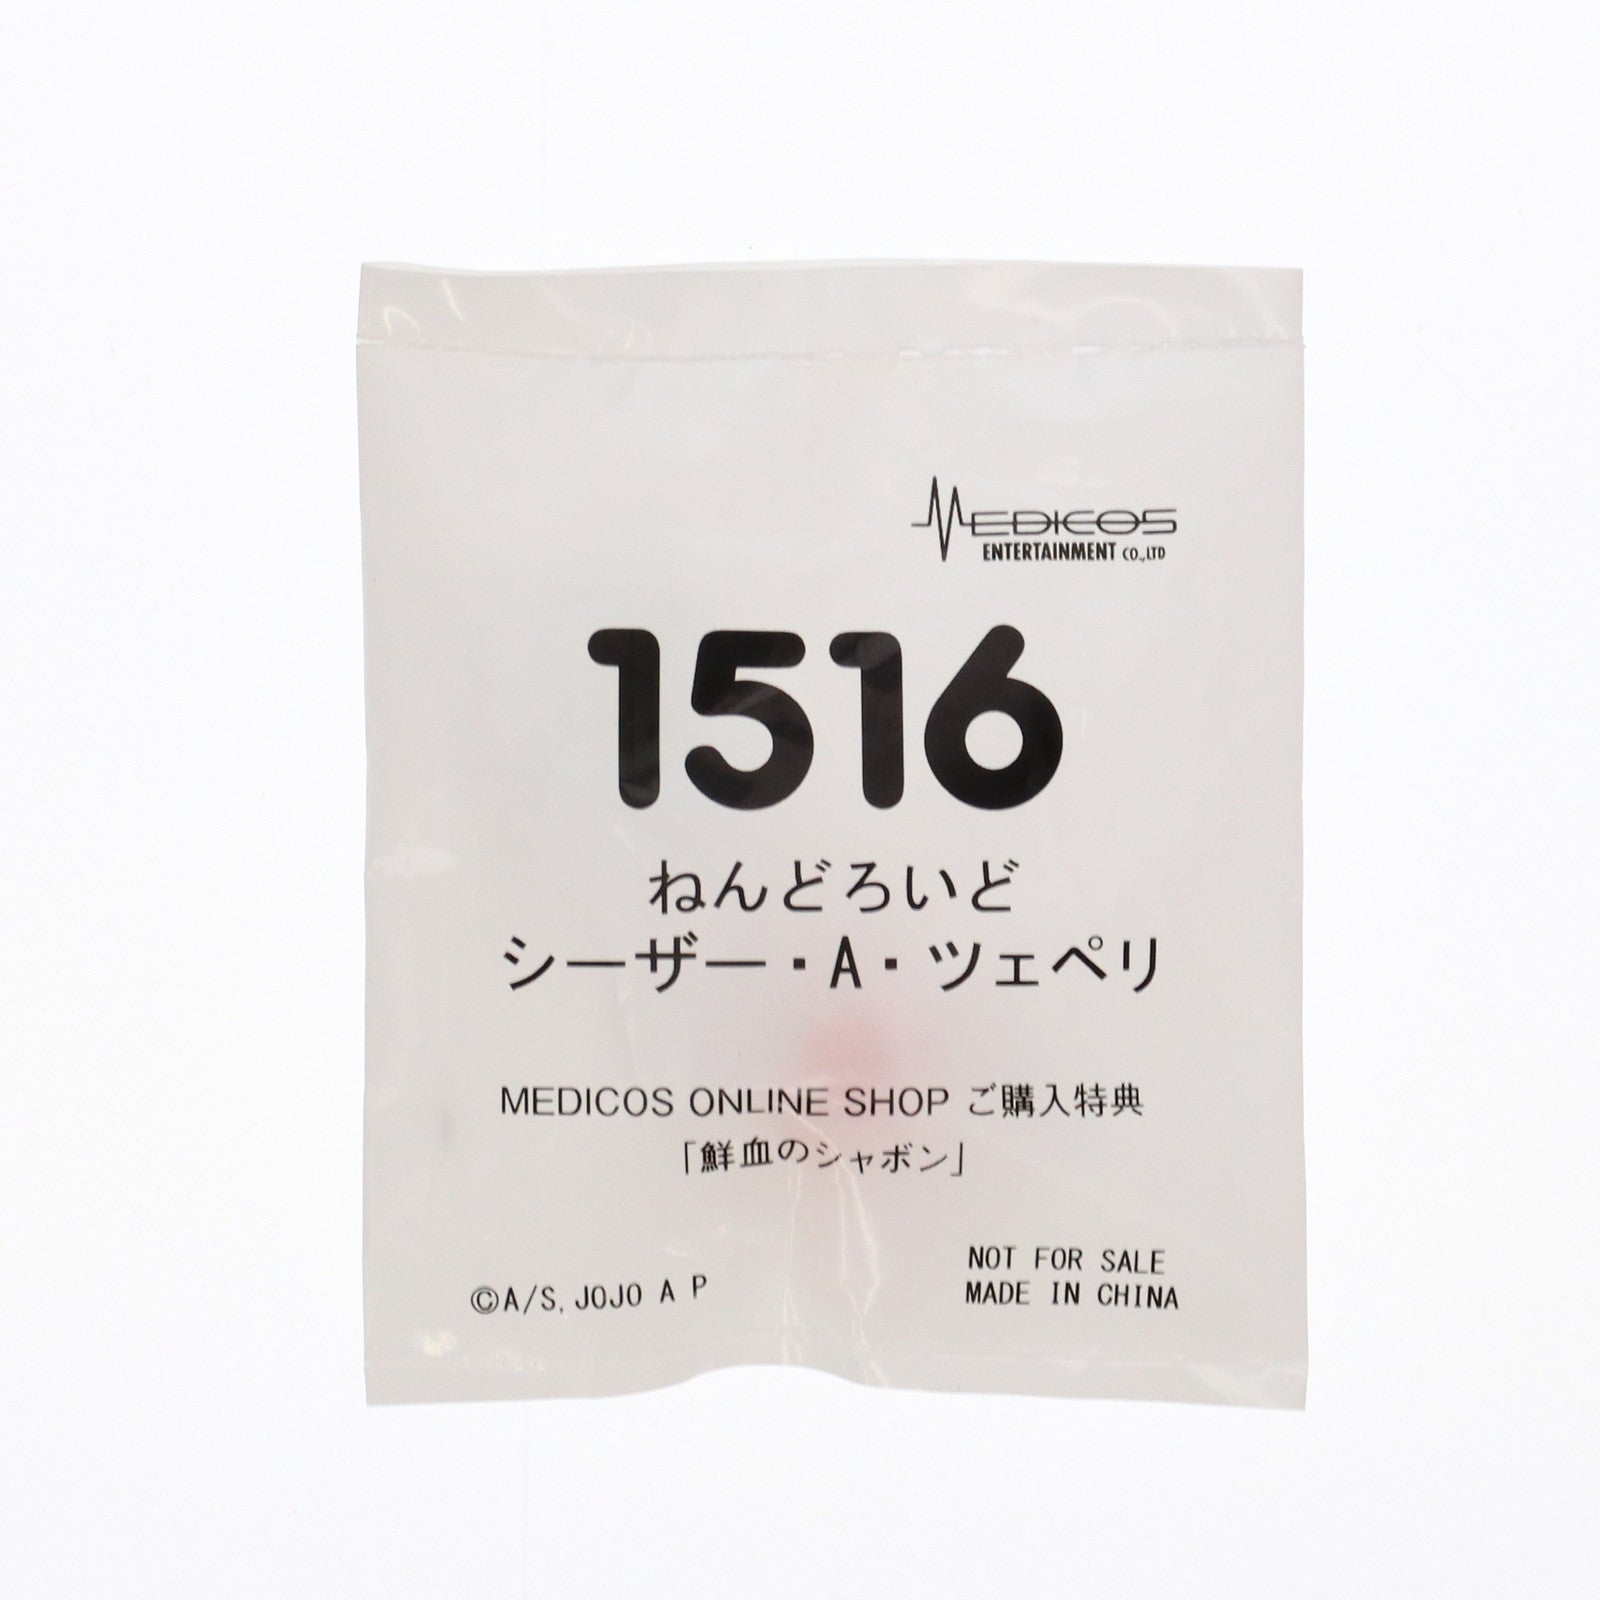 MEDICOS
ENTERTAINMENT CO.,LTD
1516
ねんどろいど
シーザー・A・ツェペリ
MEDICOS ONLINE SHOP ご購入特典
「鮮血のシャボン」
NOT FOR SALE
©A/S, JOJO A P
MADE IN CHINA